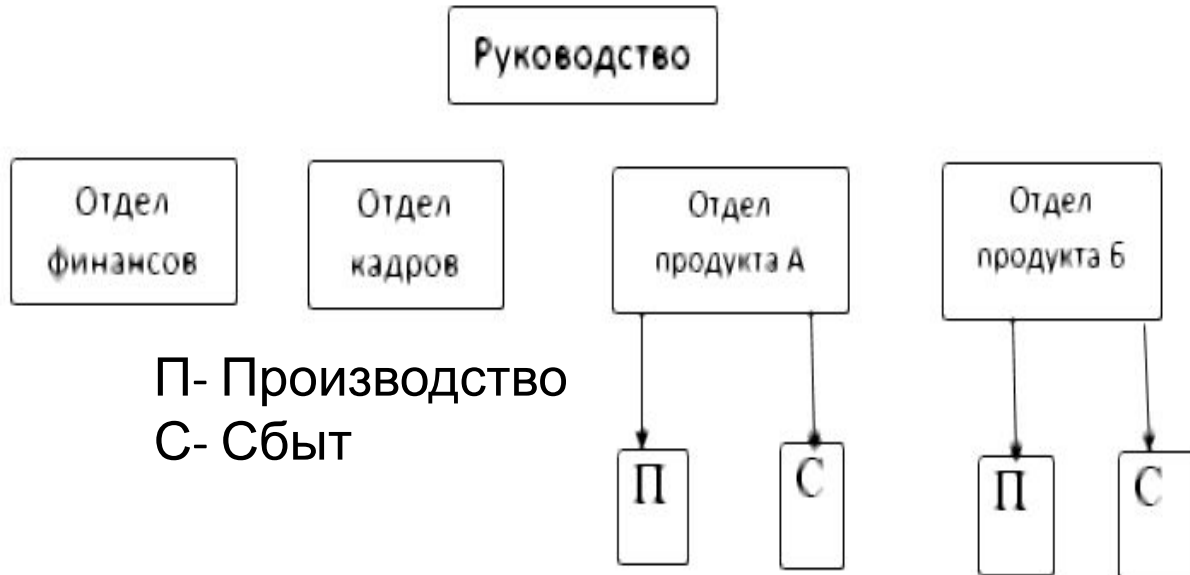 Руководство
Отдел
финансов
Отдел
кадров
Отдел
продукта А
Отдел
продукта Б
П- Производство
С- Сбыт
П
С
П
С